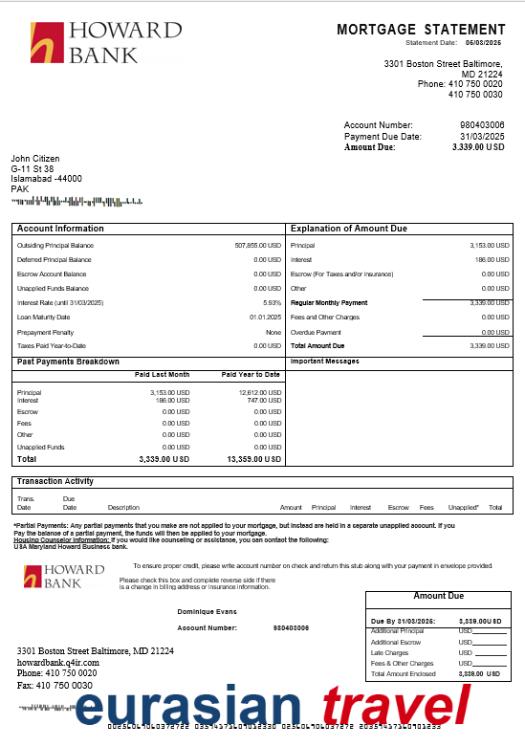 HOWARD
BANK
MORTGAGE STATEMENT
Statement Date: 06/03/2025
3301 Boston Street Baltimore,
MD 21224
Phone: 410 750 0020
410 750 0030
Account Number: 980403006
Payment Due Date: 31/03/2025
Amount Due: 3,339.00 USD
John Citizen
G-11 St 38
Islamabad -44000
PAK
Account Information
Outsiding Principal Balance 507,855.00 USD
Deferred Principal Balance 0.00 USD
Escrow Account Balance 0.00 USD
Unapplied Funds Balance 0.00 USD
Interest Rate (until 31/03/2025) 5.93%
Loan Maturity Date 01.01.2025
Prepayment Penalty None
Taxes Paid Year-to-Date 0.00 USD
Explanation of Amount Due
Principal 3,153.00 USD
Interest 186.00 USD
Escrow (For Taxes and/or Insurance) 0.00 USD
Other 0.00 USD
Regular Monthly Payment 3,339.00 USD
Fees and Other Charges 0.00 USD
Overdue Payment 0.00 USD
Total Amount Due 3,339.00 USD
Past Payments Breakdown
Paid Last Month Paid Year to Date
Principal 3,153.00 USD 12,612.00 USD
Interest 186.00 USD 747.00 USD
Escrow 0.00 USD 0.00 USD
Fees 0.00 USD 0.00 USD
Other 0.00 USD 0.00 USD
Unapplied Funds 0.00 USD 0.00 USD
Total 3,339.00 USD 13,359.00 USD
Important Messages
Transaction Activity
Trans. Date Due Date Description Amount Principal Interest Escrow Fees Unapplied* Total
*Partial Payments: Any partial payments that you make are not applied to your mortgage, but instead are held in a separate unapplied account. If you
Pay the balance of a partial payment, the funds will then be applied to your mortgage.
Housing Counselor Information: If you would like counseling or assistance, you can contact the following:
USA Maryland Howard Business bank.
HOWARD
BANK
To ensure proper credit, please write account number on check and return this stub along with your payment in envelope provided.
Please check this box and complete reverse side if there
is a change in billing address or insurance information.
Dominique Evans
Account Number: 980403006
Amount Due
Due By 31/03/2025: 3,339.00USD
Additional Principal USD
Additional Escrow USD
Late Charges USD
Fees & Other Charges USD
Total Amount Enclosed 3,339.00 USD
3301 Boston Street Baltimore, MD 21224
howardbank.q4ir.com
Phone: 410 750 0020
Fax: 410 750 0030
eurasian travel